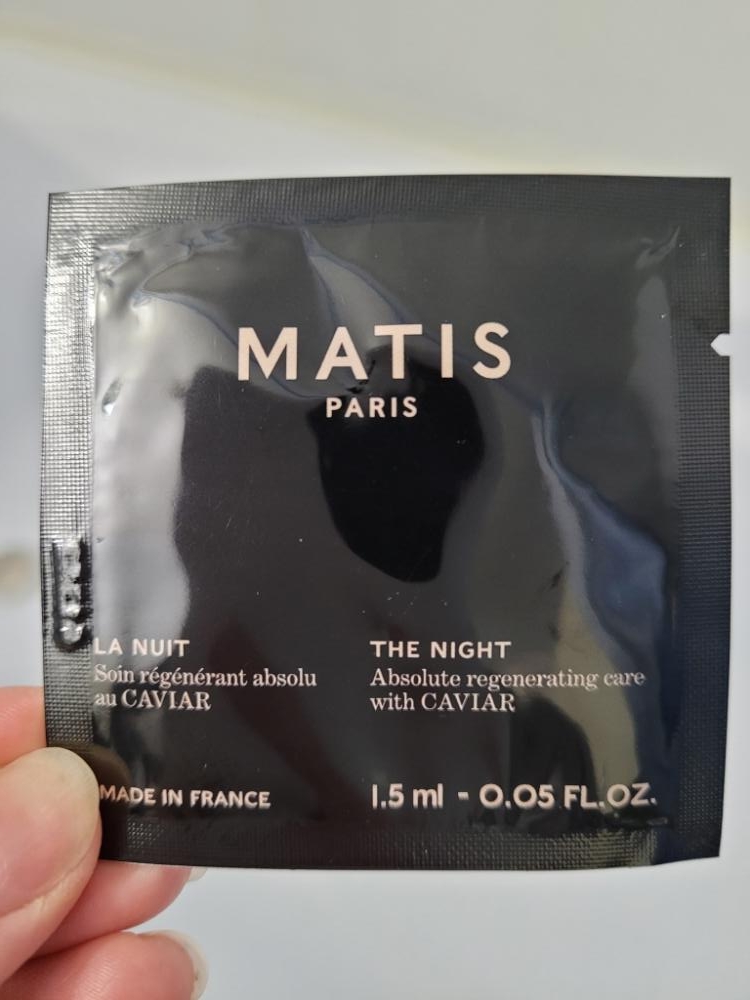 MATIS
PARIS
LA NUIT
Soin régénérant absolu
au CAVIAR
THE NIGHT
Absolute regenerating care
with CAVIAR
MADE IN FRANCE
1.5 ml - 0.05 FL.OZ.